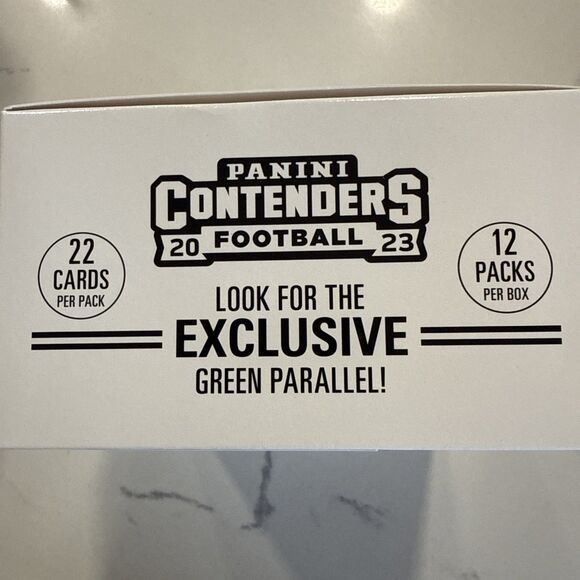 PANINI
CONTENDERS
20 FOOTBALL 23
22
CARDS
PER PACK
12
PACKS
PER BOX
LOOK FOR THE
EXCLUSIVE
GREEN PARALLEL!